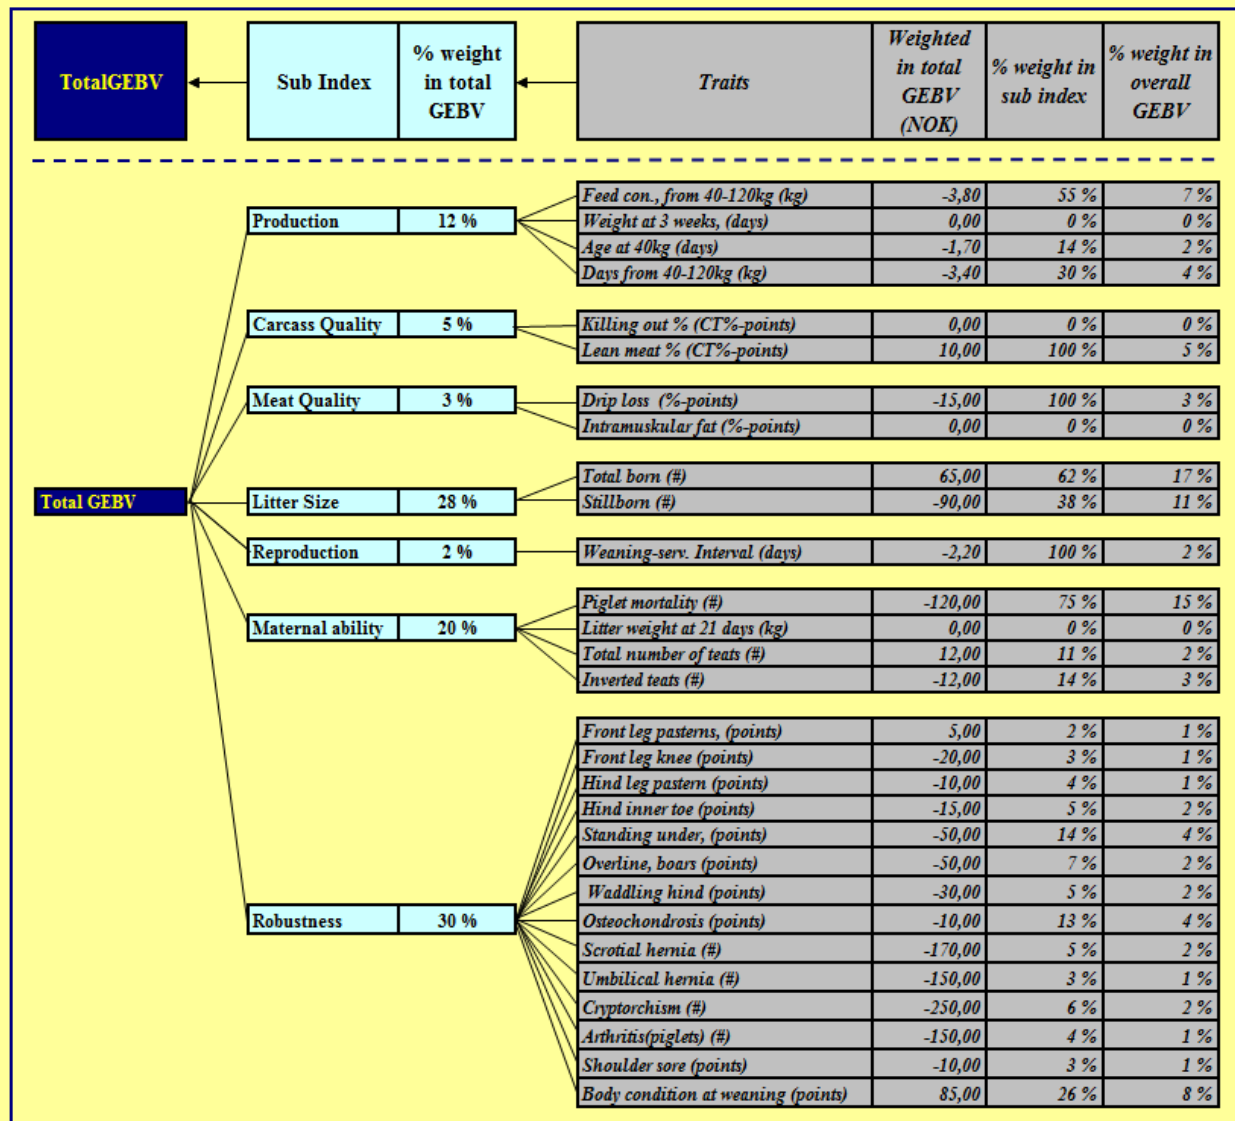 TotalGEBV
Sub Index
% weight
in total
GEBV
Traits
Weighted
in total
GEBV
(NOK)
% weight in
sub index
% weight in
overall
GEBV
Production 12 %
Feed con., from 40-120kg (kg) -3,80 55 % 7 %
Weight at 3 weeks, (days) 0,00 0 % 0 %
Age at 40kg (days) -1,70 14 % 2 %
Days from 40-120kg (kg) -3,40 30 % 4 %
Carcass Quality 5 %
Killing out % (CT%-points) 0,00 0 % 0 %
Lean meat % (CT%-points) 10,00 100 % 5 %
Meat Quality 3 %
Drip loss (%-points) -15,00 100 % 3 %
Intramuskular fat (%-points) 0,00 0 % 0 %
Total GEBV
Litter Size 28 %
Total born (#) 65,00 62 % 17 %
Stillborn (#) -90,00 38 % 11 %
Reproduction 2 %
Weaning-serv. Interval (days) -2,20 100 % 2 %
Maternal ability 20 %
Piglet mortality (#) -120,00 75 % 15 %
Litter weight at 21 days (kg) 0,00 0 % 0 %
Total number of teats (#) 12,00 11 % 2 %
Inverted teats (#) -12,00 14 % 3 %
Robustness 30 %
Front leg pasterns, (points) 5,00 2 % 1 %
Front leg knee (points) -20,00 3 % 1 %
Hind leg pastern (points) -10,00 4 % 1 %
Hind inner toe (points) -15,00 5 % 2 %
Standing under, (points) -50,00 14 % 4 %
Overline, boars (points) -50,00 7 % 2 %
Waddling hind (points) -30,00 5 % 2 %
Osteochondrosis (points) -10,00 13 % 4 %
Scrotial hernia (#) -170,00 5 % 2 %
Umbilical hernia (#) -150,00 3 % 1 %
Cryptorchism (#) -250,00 6 % 2 %
Arthritis(piglets) (#) -150,00 4 % 1 %
Shoulder sore (points) -10,00 3 % 1 %
Body condition at weaning (points) 85,00 26 % 8 %